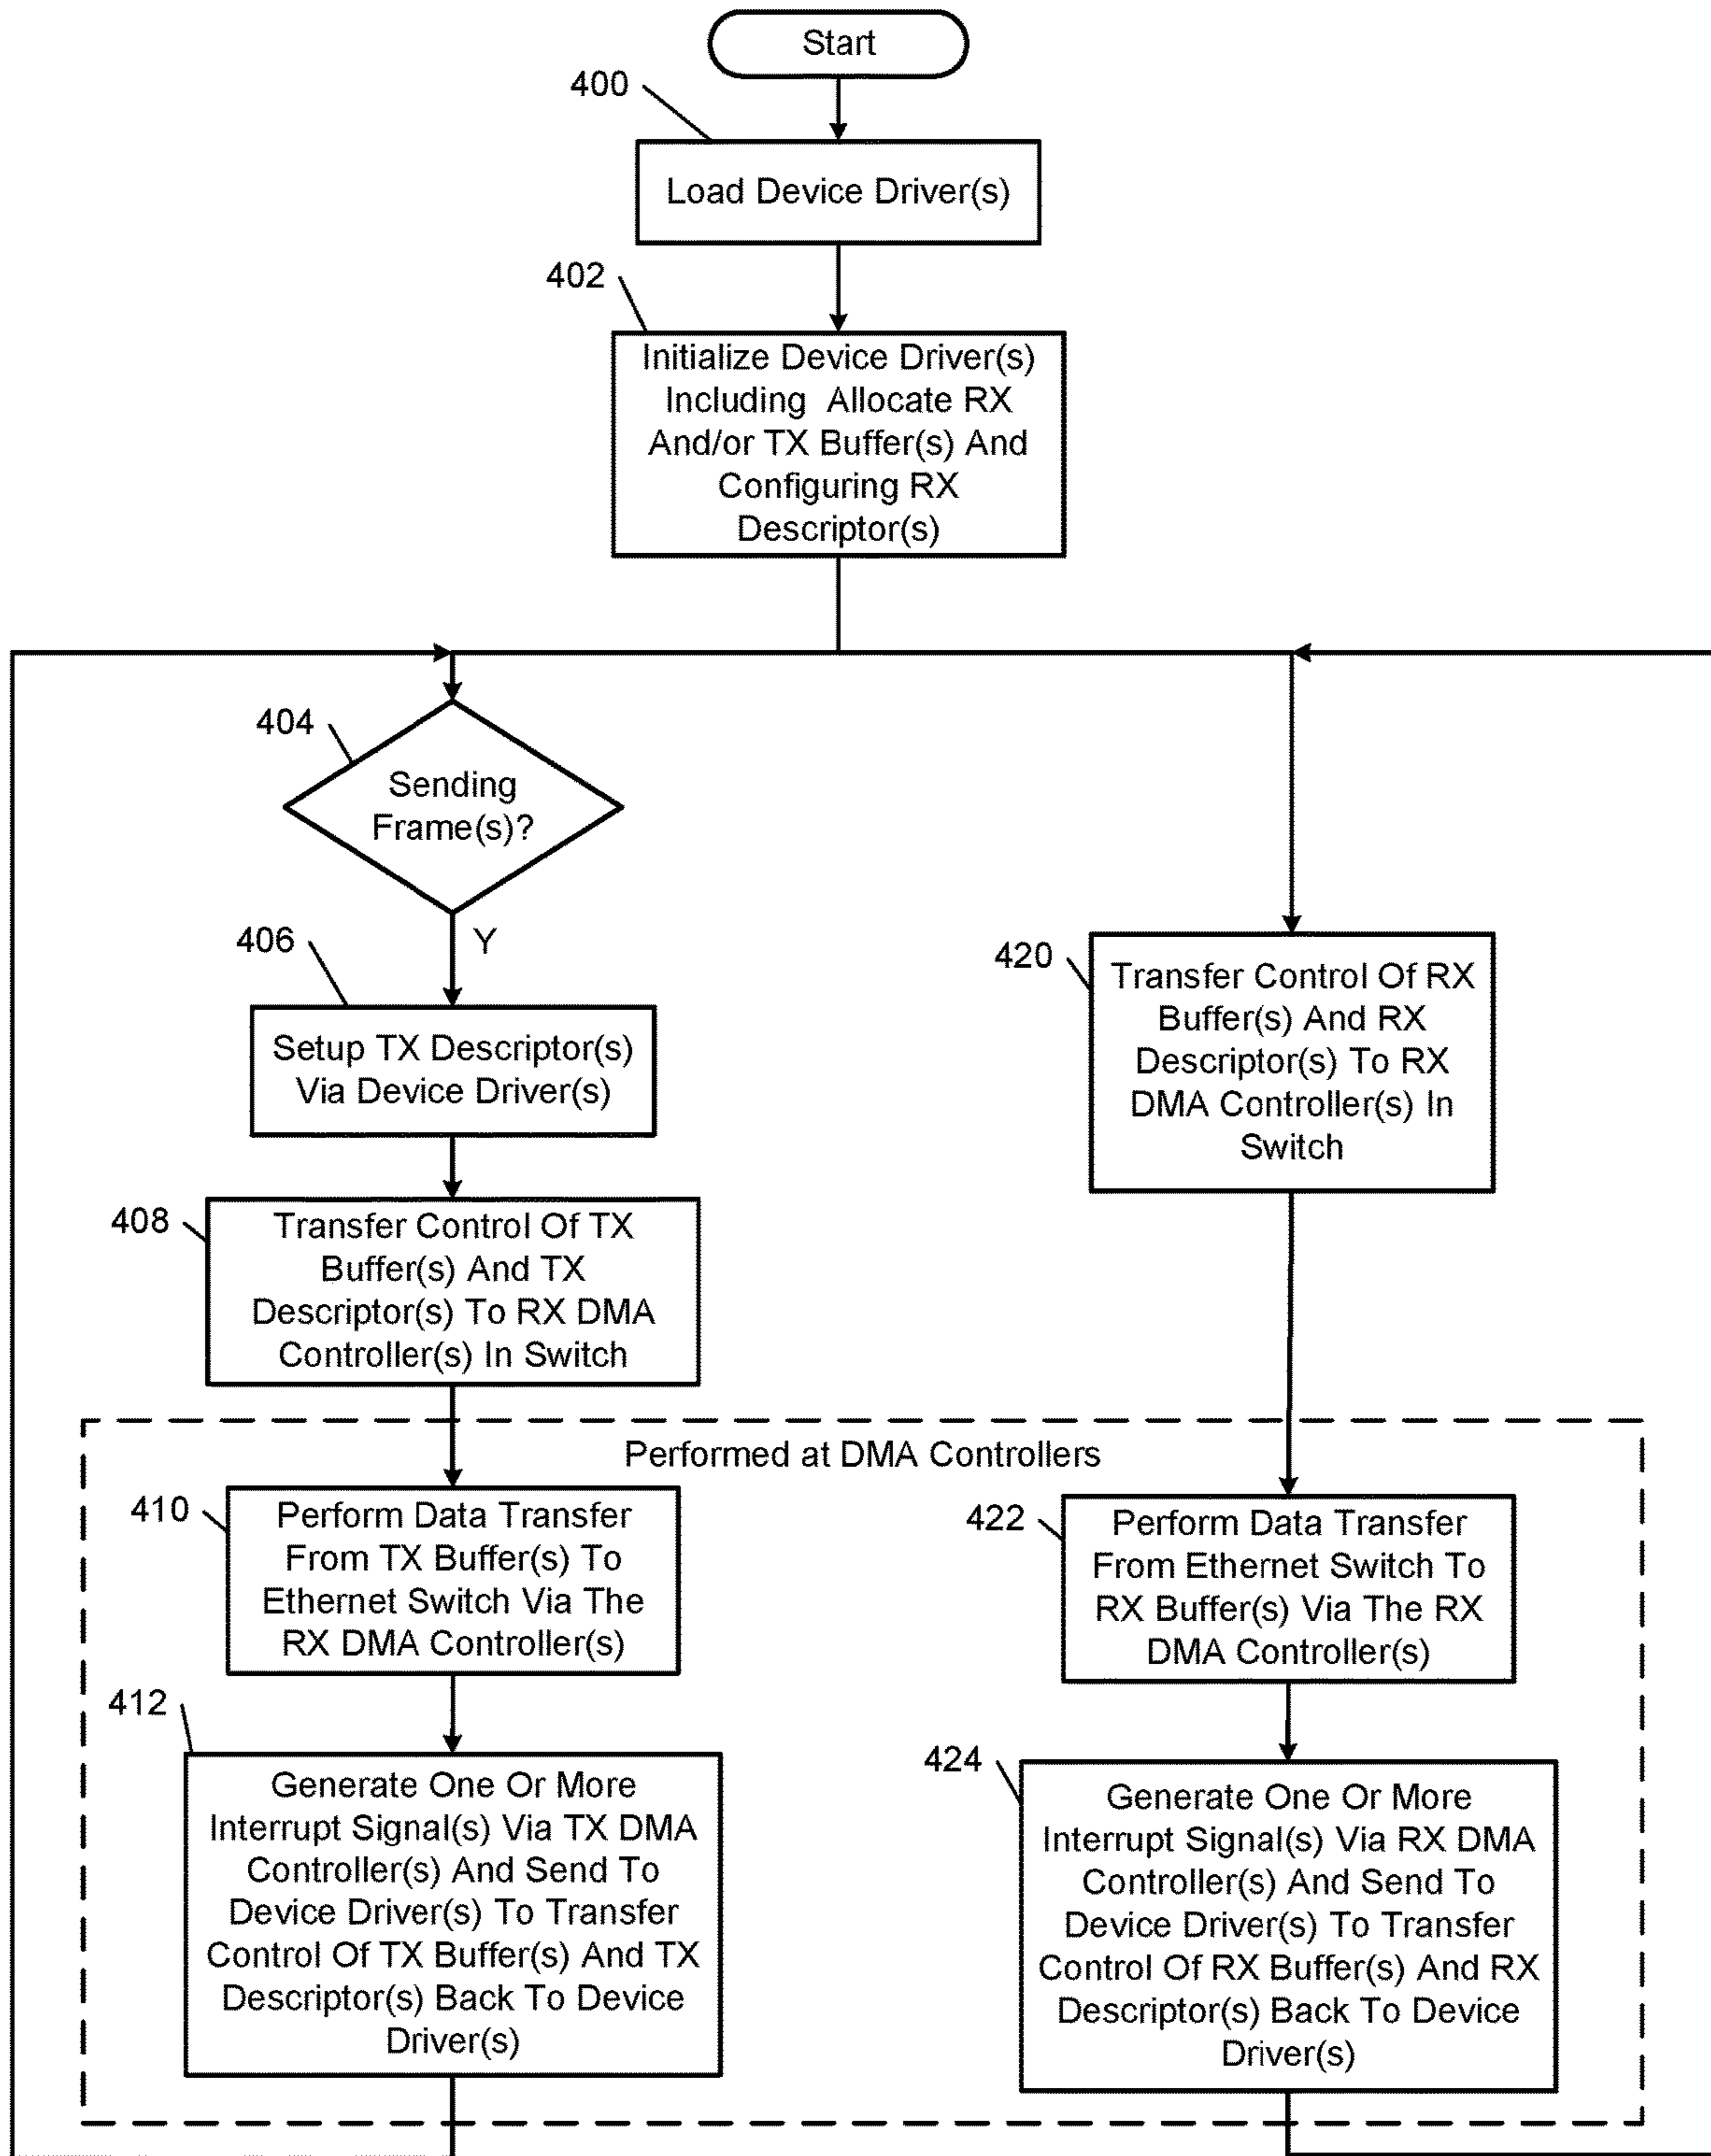 Start
400
Load Device Driver(s)
402
Initialize Device Driver(s)
Including Allocate RX
And/or TX Buffer(s) And
Configuring RX
Descriptor(s)
404
Sending
Frame(s)?
Y
406
Setup TX Descriptor(s)
Via Device Driver(s)
408
Transfer Control Of TX
Buffer(s) And TX
Descriptor(s) To RX DMA
Controller(s) In Switch
420
Transfer Control Of RX
Buffer(s) And RX
Descriptor(s) To RX
DMA Controller(s) In
Switch
Performed at DMA Controllers
410
Perform Data Transfer
From TX Buffer(s) To
Ethernet Switch Via The
RX DMA Controller(s)
412
Generate One Or More
Interrupt Signal(s) Via TX DMA
Controller(s) And Send To
Device Driver(s) To Transfer
Control Of TX Buffer(s) And TX
Descriptor(s) Back To Device
Driver(s)
422
Perform Data Transfer
From Ethernet Switch To
RX Buffer(s) Via The RX
DMA Controller(s)
424
Generate One Or More
Interrupt Signal(s) Via RX DMA
Controller(s) And Send To
Device Driver(s) To Transfer
Control Of RX Buffer(s) And RX
Descriptor(s) Back To Device
Driver(s)